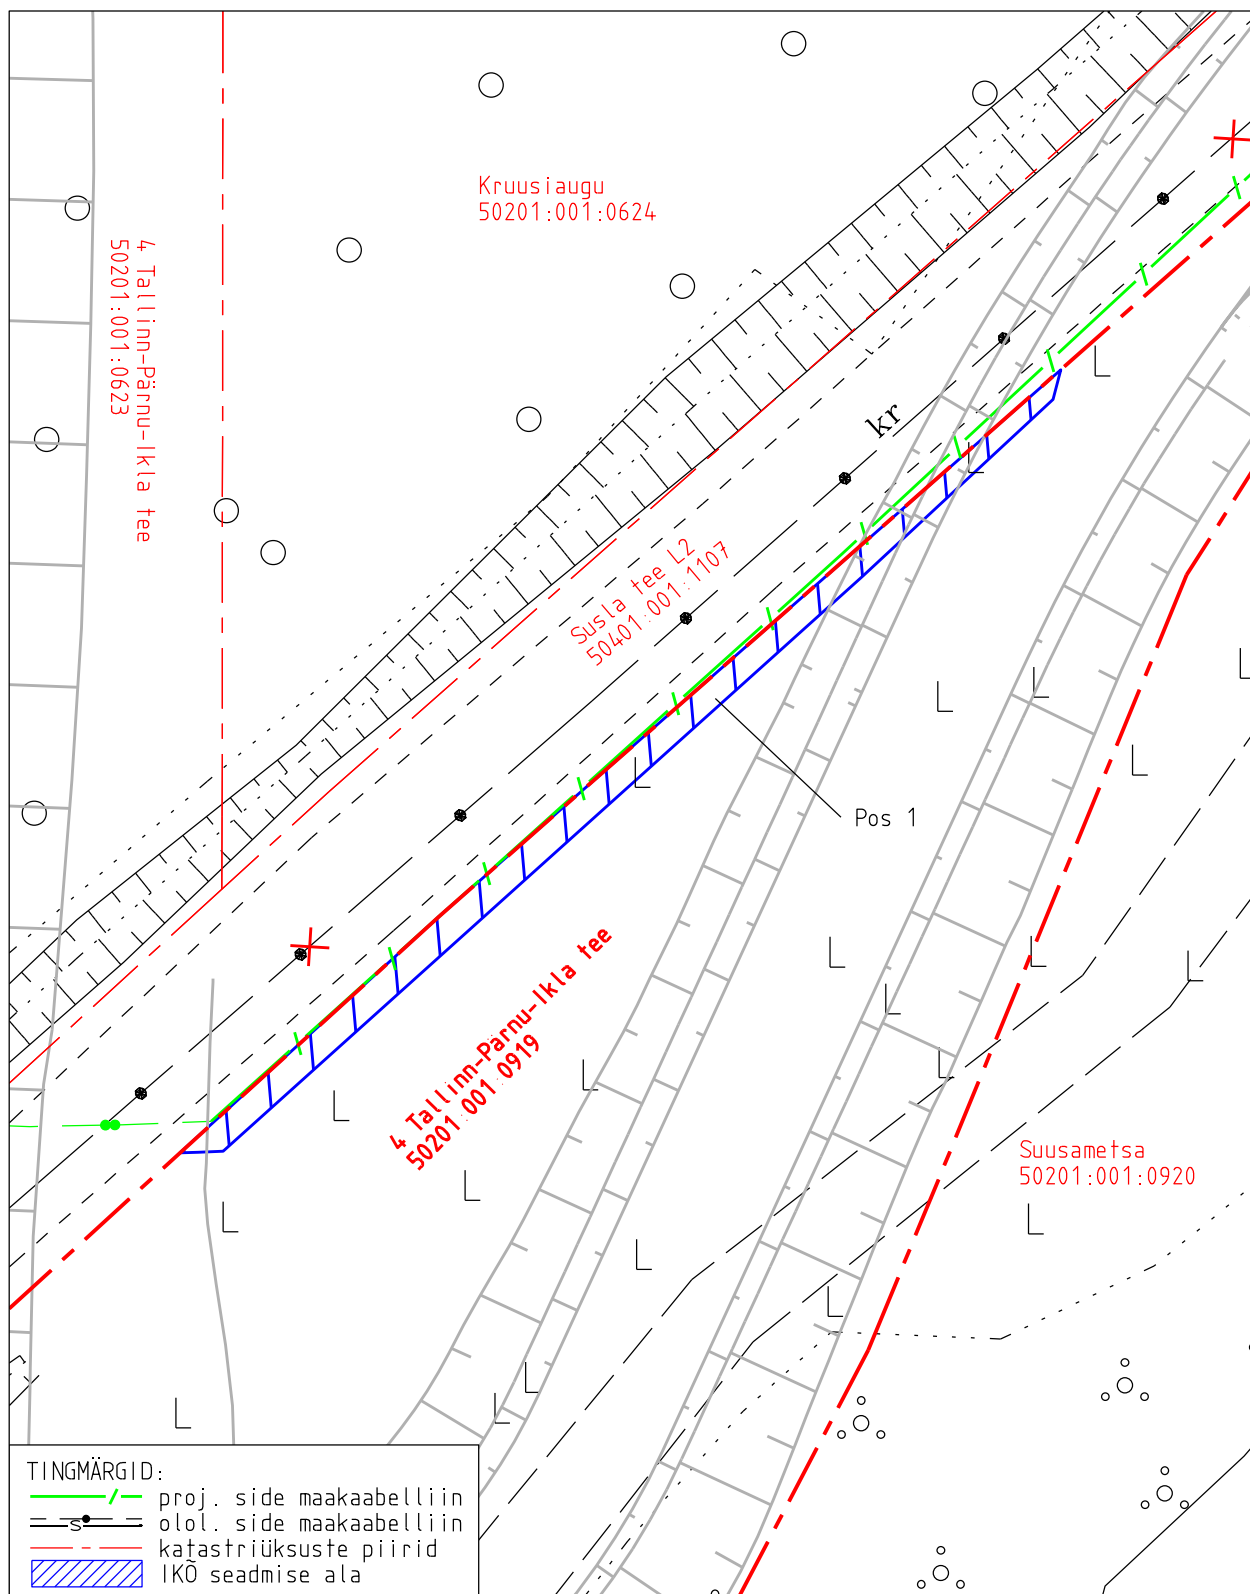 Kruusiaugu
50201:001:0624
4 Tallinn-Pärnu-Ikla tee
50201:001:0623
kr
Susla tee L2
50401:001:1107
Pos 1
4 Tallinn-Pärnu-Ikla tee
50201:001:0919
Suusametsa
50201:001:0920
TINGMÄRGID:
proj. side maakaabelliin
S
olol. side maakaabelliin
katastriüksuste piirid
IKÕ seadmise ala